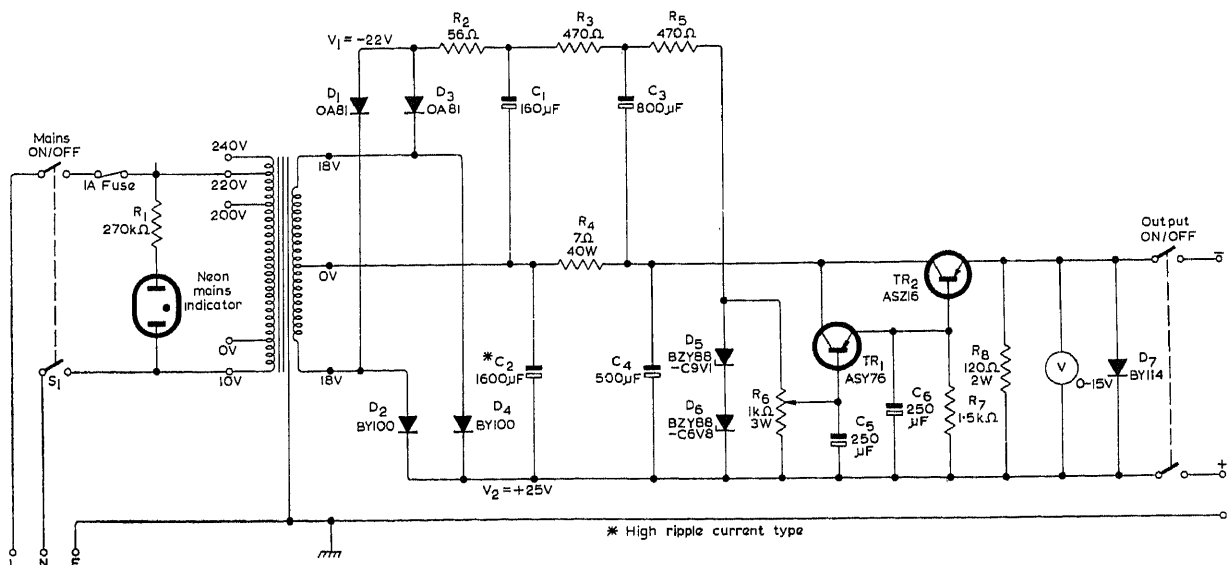 Mains
ON/OFF
1A Fuse
R1
270kΩ
Neon
mains
indicator
S1
L
N
E
240V
220V
200V
0V
10V
18V
0V
18V
V1=-22V
D1
OA81
D3
OA81
R2
56Ω
R3
470Ω
R5
470Ω
C1
160µF
C3
800µF
R4
7Ω
40W
D2
BY100
D4
BY100
* C2
1600µF
C4
500µF
D5
BZY88
-C9V1
D6
BZY88
-C6V8
R6
1kΩ
3W
TR1
ASY76
TR2
ASZ16
C5
250
µF
C6
250
µF
R7
1.5kΩ
R8
120Ω
2W
V
0-15V
D7
BY114
Output
ON/OFF
-
+
V2=+25V
* High ripple current type